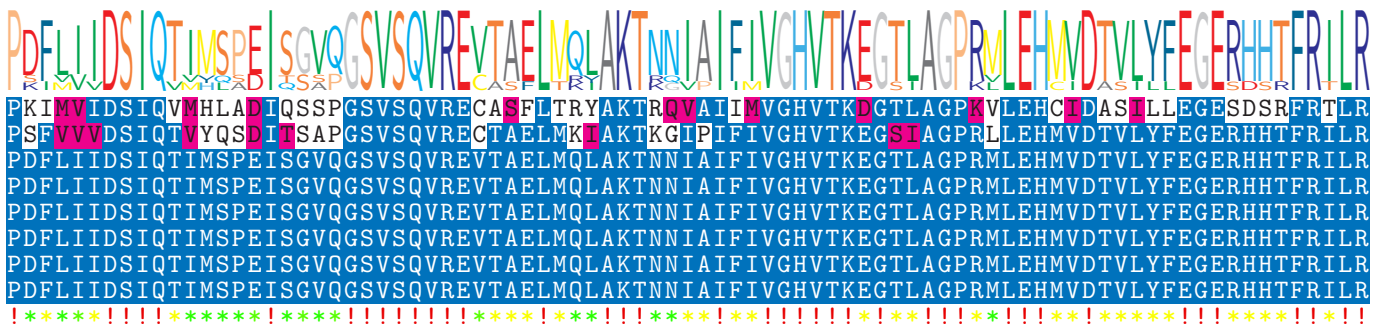 PDFLIIDSIQTIMSPEISGVQGSVSQVREVTAELMQLAKTNNIAIFIVGHVTKEGTLAGPRMLEHMVDTVLYFEGERHHTFRILR
PKIMVIDSIQVMHLADIQSSPGSVSQVRECASFLTRYAKTRQVAIIMVGHVTKDGTLAGPKVLEHCIDASILLEGESDSRFRTLR
PSFVVVDSIQTVYQSDITSAPGSVSQVRECTAELMKIAKTKGIPIFIVGHVTKEGSIAGPRLLEHMVDTVLYFEGERHHTFRILR
PDFLIIDSIQTIMSPEISGVQGSVSQVREVTAELMQLAKTNNIAIFIVGHVTKEGTLAGPRMLEHMVDTVLYFEGERHHTFRILR
PDFLIIDSIQTIMSPEISGVQGSVSQVREVTAELMQLAKTNNIAIFIVGHVTKEGTLAGPRMLEHMVDTVLYFEGERHHTFRILR
PDFLIIDSIQTIMSPEISGVQGSVSQVREVTAELMQLAKTNNIAIFIVGHVTKEGTLAGPRMLEHMVDTVLYFEGERHHTFRILR
PDFLIIDSIQTIMSPEISGVQGSVSQVREVTAELMQLAKTNNIAIFIVGHVTKEGTLAGPRMLEHMVDTVLYFEGERHHTFRILR
PDFLIIDSIQTIMSPEISGVQGSVSQVREVTAELMQLAKTNNIAIFIVGHVTKEGTLAGPRMLEHMVDTVLYFEGERHHTFRILR
PDFLIIDSIQTIMSPEISGVQGSVSQVREVTAELMQLAKTNNIAIFIVGHVTKEGTLAGPRMLEHMVDTVLYFEGERHHTFRILR
!*****!!!!******!****!!!!!!!!****!***!!!****!**!!!!!!*!**!!!**!!!**!*****!!!****!!*!!